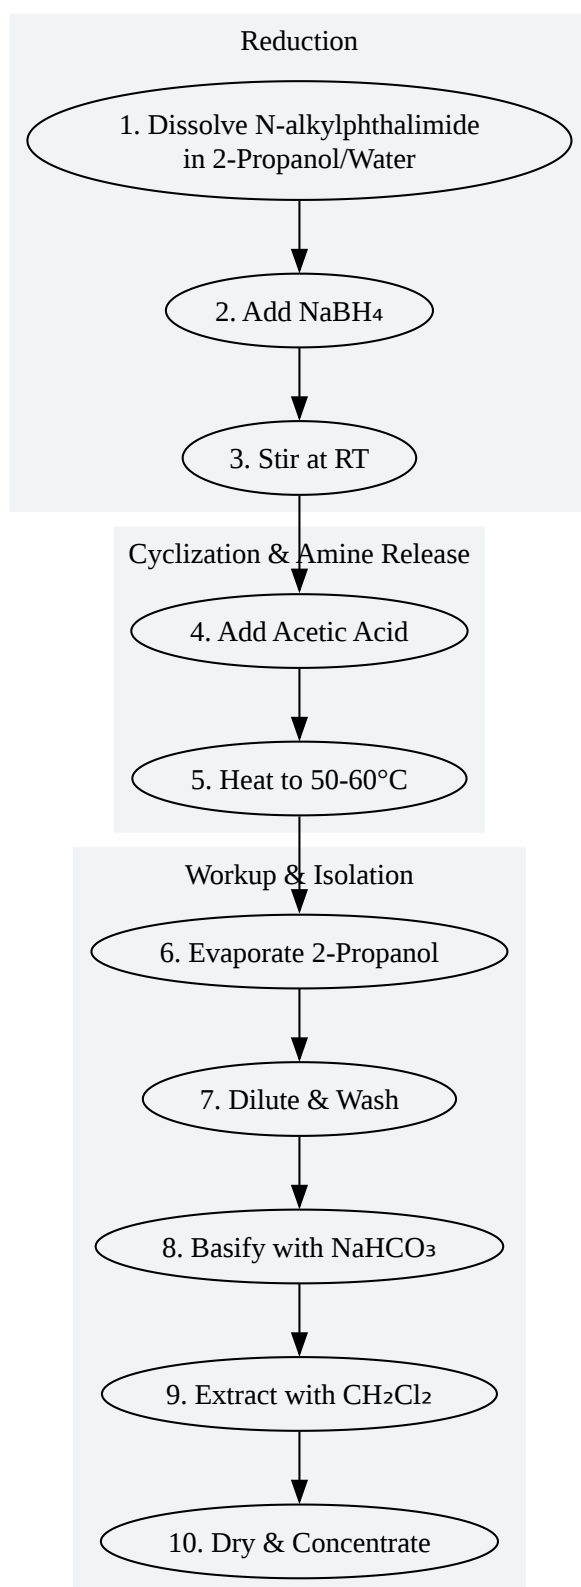 Reduction
1. Dissolve N-alkylphthalimide
in 2-Propanol/Water
2. Add NaBH₄
3. Stir at RT
Cyclization & Amine Release
4. Add Acetic Acid
5. Heat to 50-60°C
Workup & Isolation
6. Evaporate 2-Propanol
7. Dilute & Wash
8. Basify with NaHCO₃
9. Extract with CH₂Cl₂
10. Dry & Concentrate